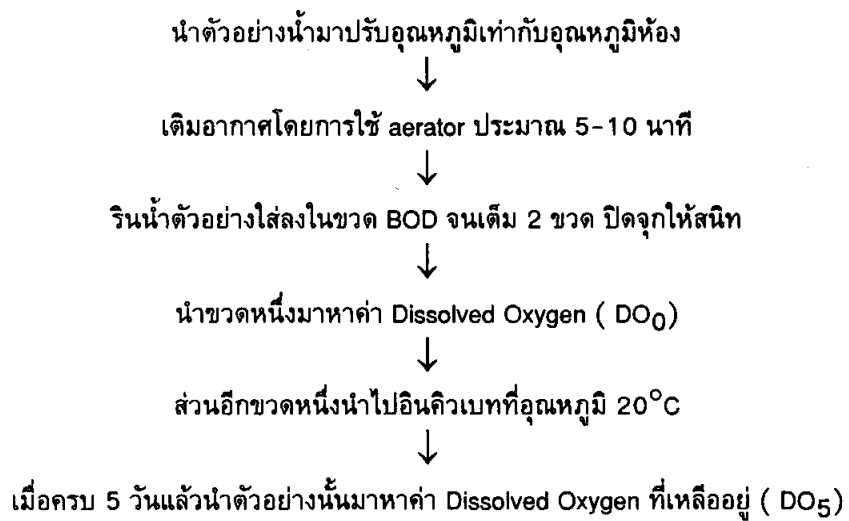 นำตัวอย่างน้ำมาปรับอุณหภูมิเท่ากับอุณหภูมิห้อง
↓
เติมอากาศโดยการใช้ aerator ประมาณ 5-10 นาที
↓
รินน้ำตัวอย่างใส่ลงในขวด BOD จนเต็ม 2 ขวด ปิดจุกให้สนิท
↓
นำขวดหนึ่งมาหาค่า Dissolved Oxygen ( DO₀)
↓
ส่วนอีกขวดหนึ่งนำไปอินคิวเบทที่อุณหภูมิ 20°C
↓
เมื่อครบ 5 วันแล้วนำตัวอย่างนั้นมาหาค่า Dissolved Oxygen ที่เหลืออยู่ ( DO₅)